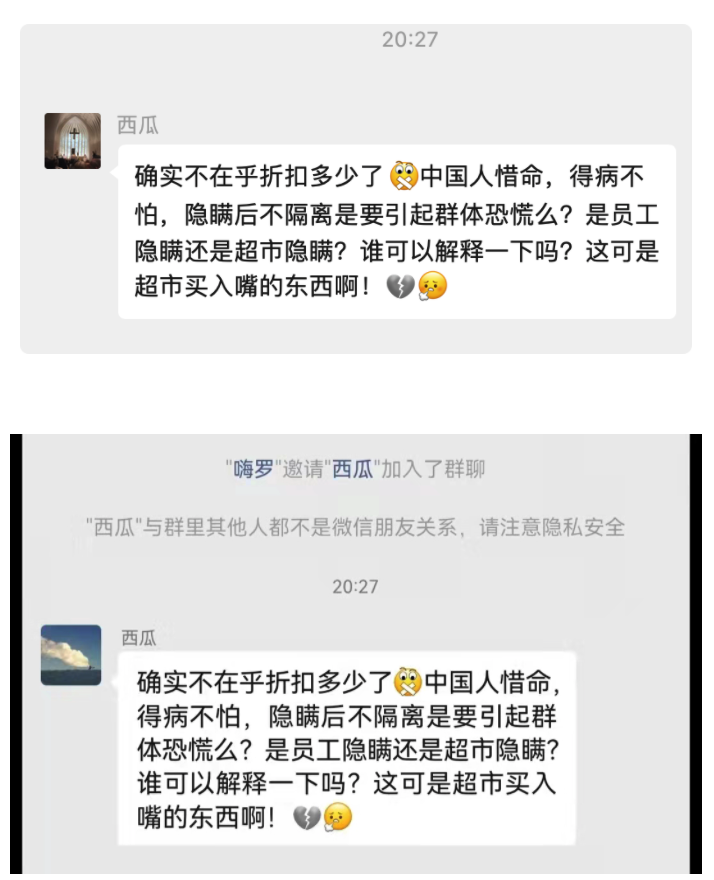 20:27
西瓜
确实不在乎折扣多少了🤫中国人惜命，得病不
怕，隐瞒后不隔离是要引起群体恐慌么？是员工
隐瞒还是超市隐瞒？谁可以解释一下吗？这可是
超市买入嘴的东西啊！💔😮‍💨
"嗨罗"邀请"西瓜"加入了群聊
"西瓜"与群里其他人都不是微信朋友关系，请注意隐私安全
20:27
西瓜
确实不在乎折扣多少了🤫中国人惜命，
得病不怕，隐瞒后不隔离是要引起群
体恐慌么？是员工隐瞒还是超市隐瞒？
谁可以解释一下吗？这可是超市买入
嘴的东西啊！💔😮‍💨